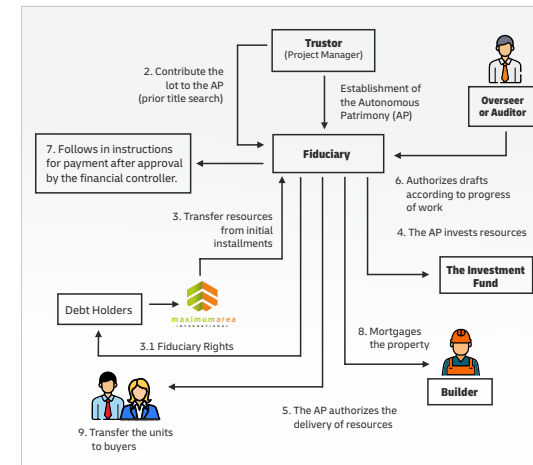 Trustor
(Project Manager)
2. Contribute the
lot to the AP
(prior title search)
Establishment of
the Autonomous
Patrimony (AP)
Overseer
or Auditor
7. Follows in instructions
for payment after approval
by the financial controller.
Fiduciary
6. Authorizes drafts
according to progress
of work
3. Transfer resources
from initial
installments
4. The AP invests resources
The Investment
Fund
Debt Holders
maximumarea
INTERNATIONAL
3.1 Fiduciary Rights
8. Mortgages
the property
Builder
5. The AP authorizes the
delivery of resources
9. Transfer the units
to buyers